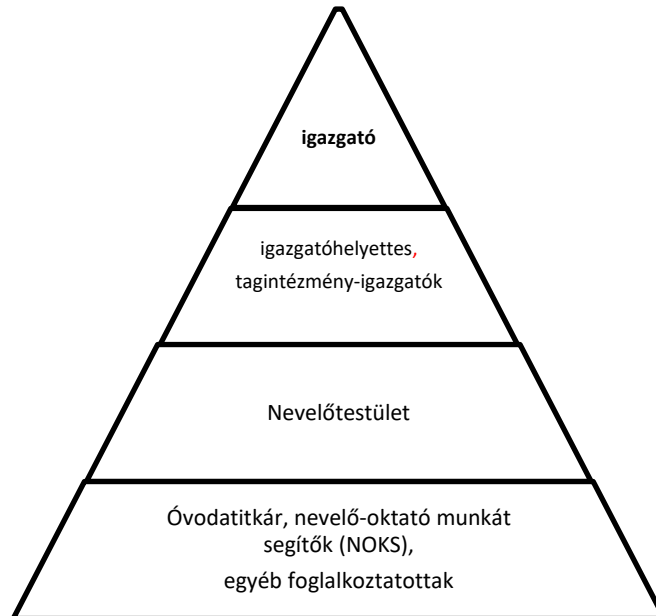 igazgató
igazgatóhelyettes,
tagintézmény-igazgatók
Nevelőtestület
Óvodatitkár, nevelő-oktató munkát
segítők (NOKS),
egyéb foglalkoztatottak